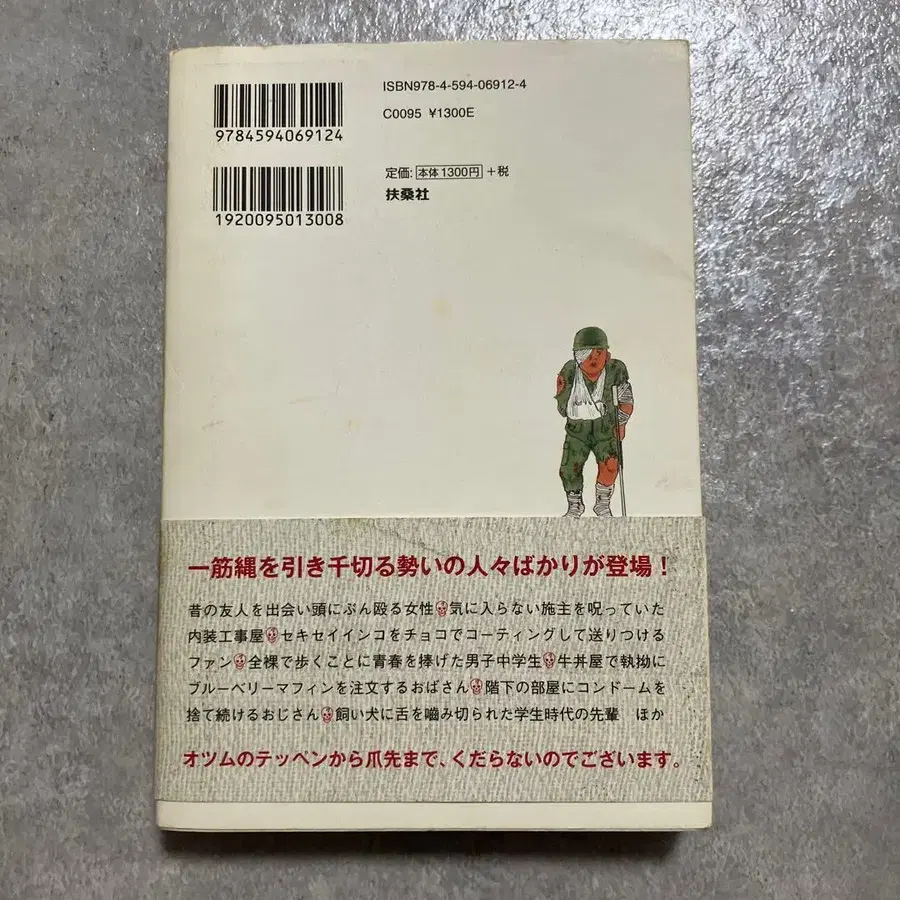 ISBN978-4-594-06912-4
C0095 ¥1300E
9784594069124
定価: 本体1300円 +税
扶桑社
1920095013008
一筋縄を引き千切る勢いの人々ばかりが登場!
昔の友人を出会い頭にぶん殴る女性 気に入らない施主を呪っていた
内装工事屋 セキセイインコをチョコでコーティングして送りつける
ファン 全裸で歩くことに青春を捧げた男子中学生 牛丼屋で執拗に
ブルーベリーマフィンを注文するおばさん 階下の部屋にコンドームを
捨て続けるおじさん 飼い犬に舌を嚙み切られた学生時代の先輩 ほか
オツムのテッペンから爪先まで、くだらないのでございます。